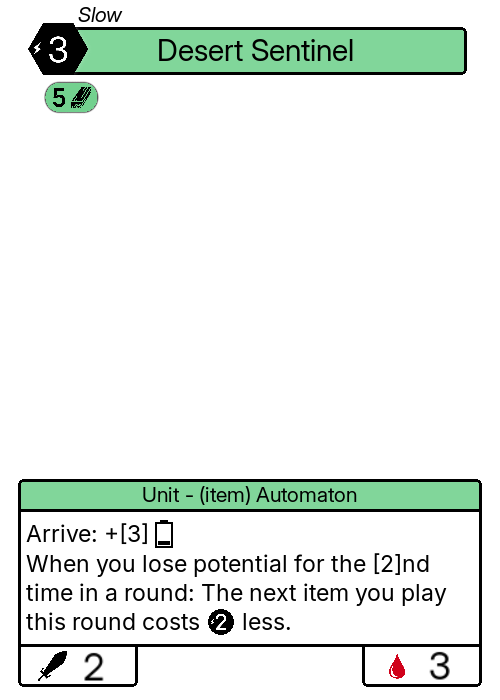 Slow
3 Desert Sentinel
5
Unit - (item) Automaton
Arrive: +[3]
When you lose potential for the [2]nd
time in a round: The next item you play
this round costs 2 less.
2 3